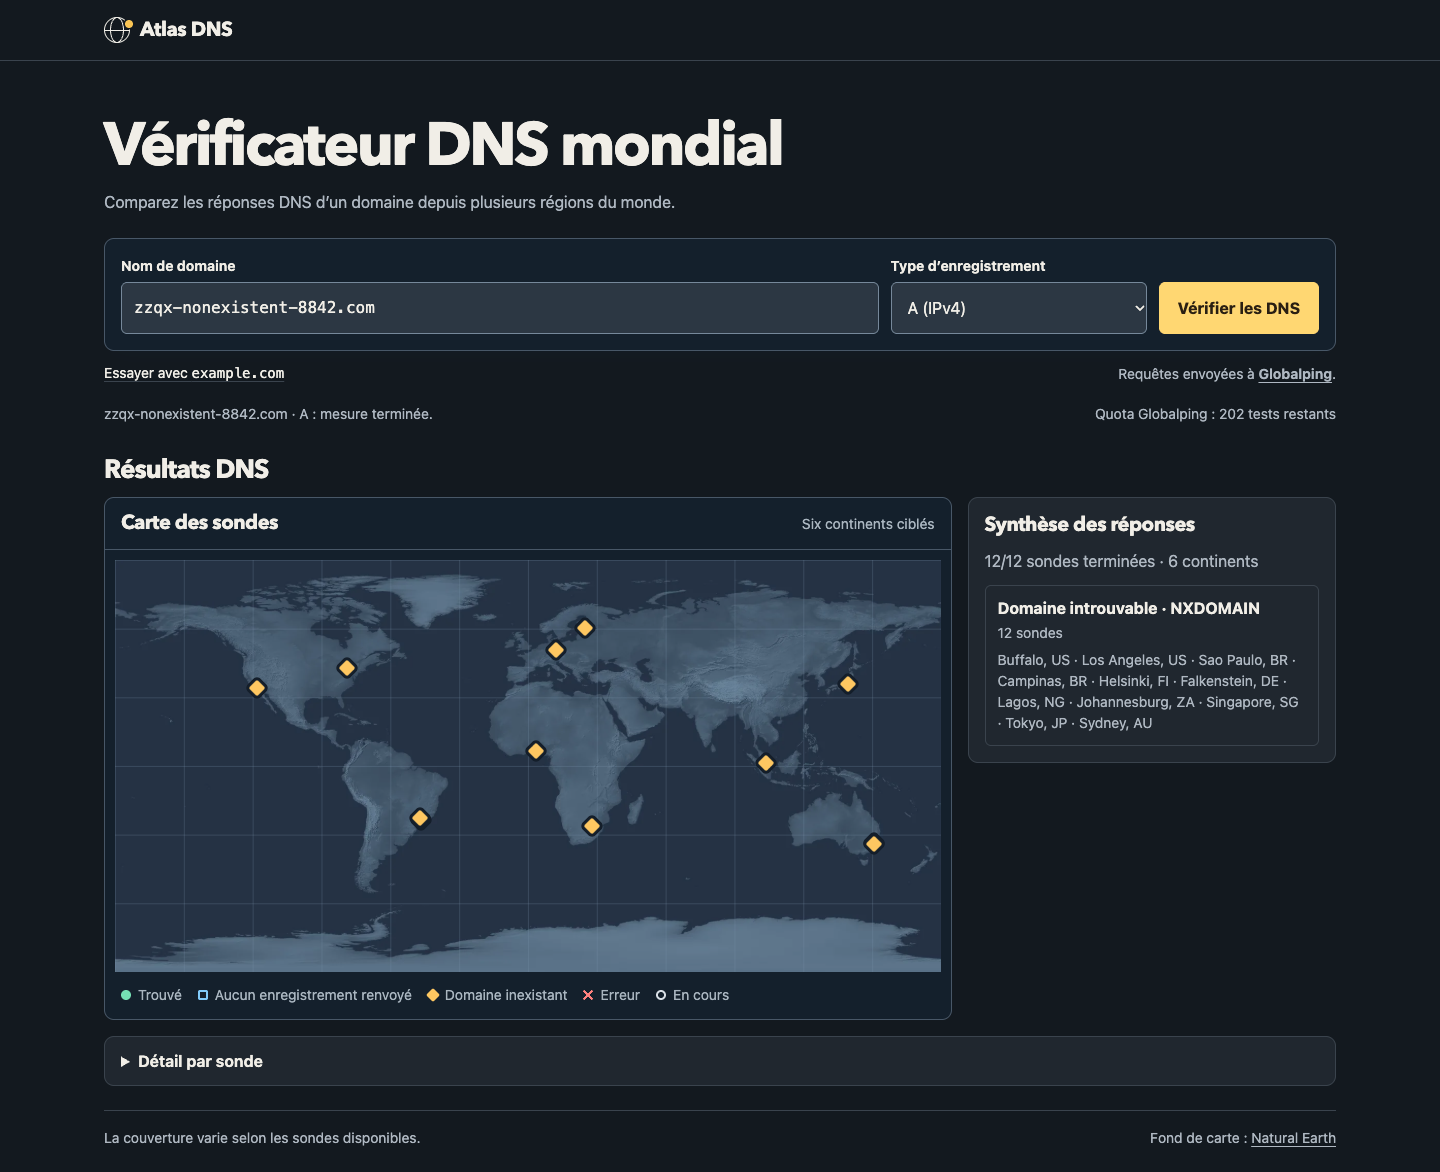 Atlas DNS
Vérificateur DNS mondial
Comparez les réponses DNS d’un domaine depuis plusieurs régions du monde.
Nom de domaine
Type d’enregistrement
zzqx-nonexistent-8842.com
A (IPv4)
Vérifier les DNS
Essayer avec example.com
Requêtes envoyées à Globalping.
zzqx-nonexistent-8842.com · A : mesure terminée.
Quota Globalping : 202 tests restants
Résultats DNS
Carte des sondes
Six continents ciblés
Trouvé
Aucun enregistrement renvoyé
Domaine inexistant
Erreur
En cours
Synthèse des réponses
12/12 sondes terminées · 6 continents
Domaine introuvable · NXDOMAIN
12 sondes
Buffalo, US · Los Angeles, US · Sao Paulo, BR ·
Campinas, BR · Helsinki, FI · Falkenstein, DE ·
Lagos, NG · Johannesburg, ZA · Singapore, SG
· Tokyo, JP · Sydney, AU
Détail par sonde
La couverture varie selon les sondes disponibles.
Fond de carte : Natural Earth